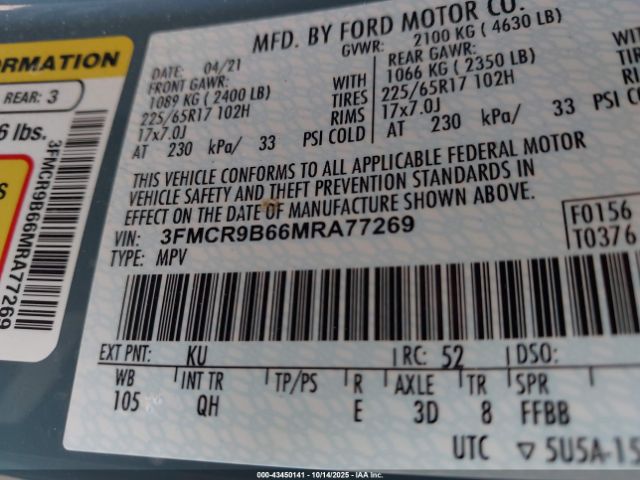 MFD. BY FORD MOTOR CO.
GVWR: 2100 KG ( 4630 LB)
DATE: 04/21
FRONT GAWR: REAR GAWR:
1089 KG ( 2400 LB) WITH 1066 KG ( 2350 LB) WITH
225/65R17 102H TIRES 225/65R17 102H TIRES
17x7.0J RIMS 17x7.0J RIMS
AT 230 kPa/ 33 PSI COLD AT 230 kPa/ 33 PSI COLD
THIS VEHICLE CONFORMS TO ALL APPLICABLE FEDERAL MOTOR
VEHICLE SAFETY AND THEFT PREVENTION STANDARDS IN
EFFECT ON THE DATE OF MANUFACTURE SHOWN ABOVE.
VIN: 3FMCR9B66MRA77269
TYPE: MPV
F0156
T0376
EXT PNT: KU RC: 52 DSO:
WB INT TR TP/PS R AXLE TR SPR
105 QH E 3D 8 FFBB
UTC ▽ 5U5A-15
REAR: 3
lbs.
3FMCR9B66MRA77269
000-43450141 - 10/14/2025 -